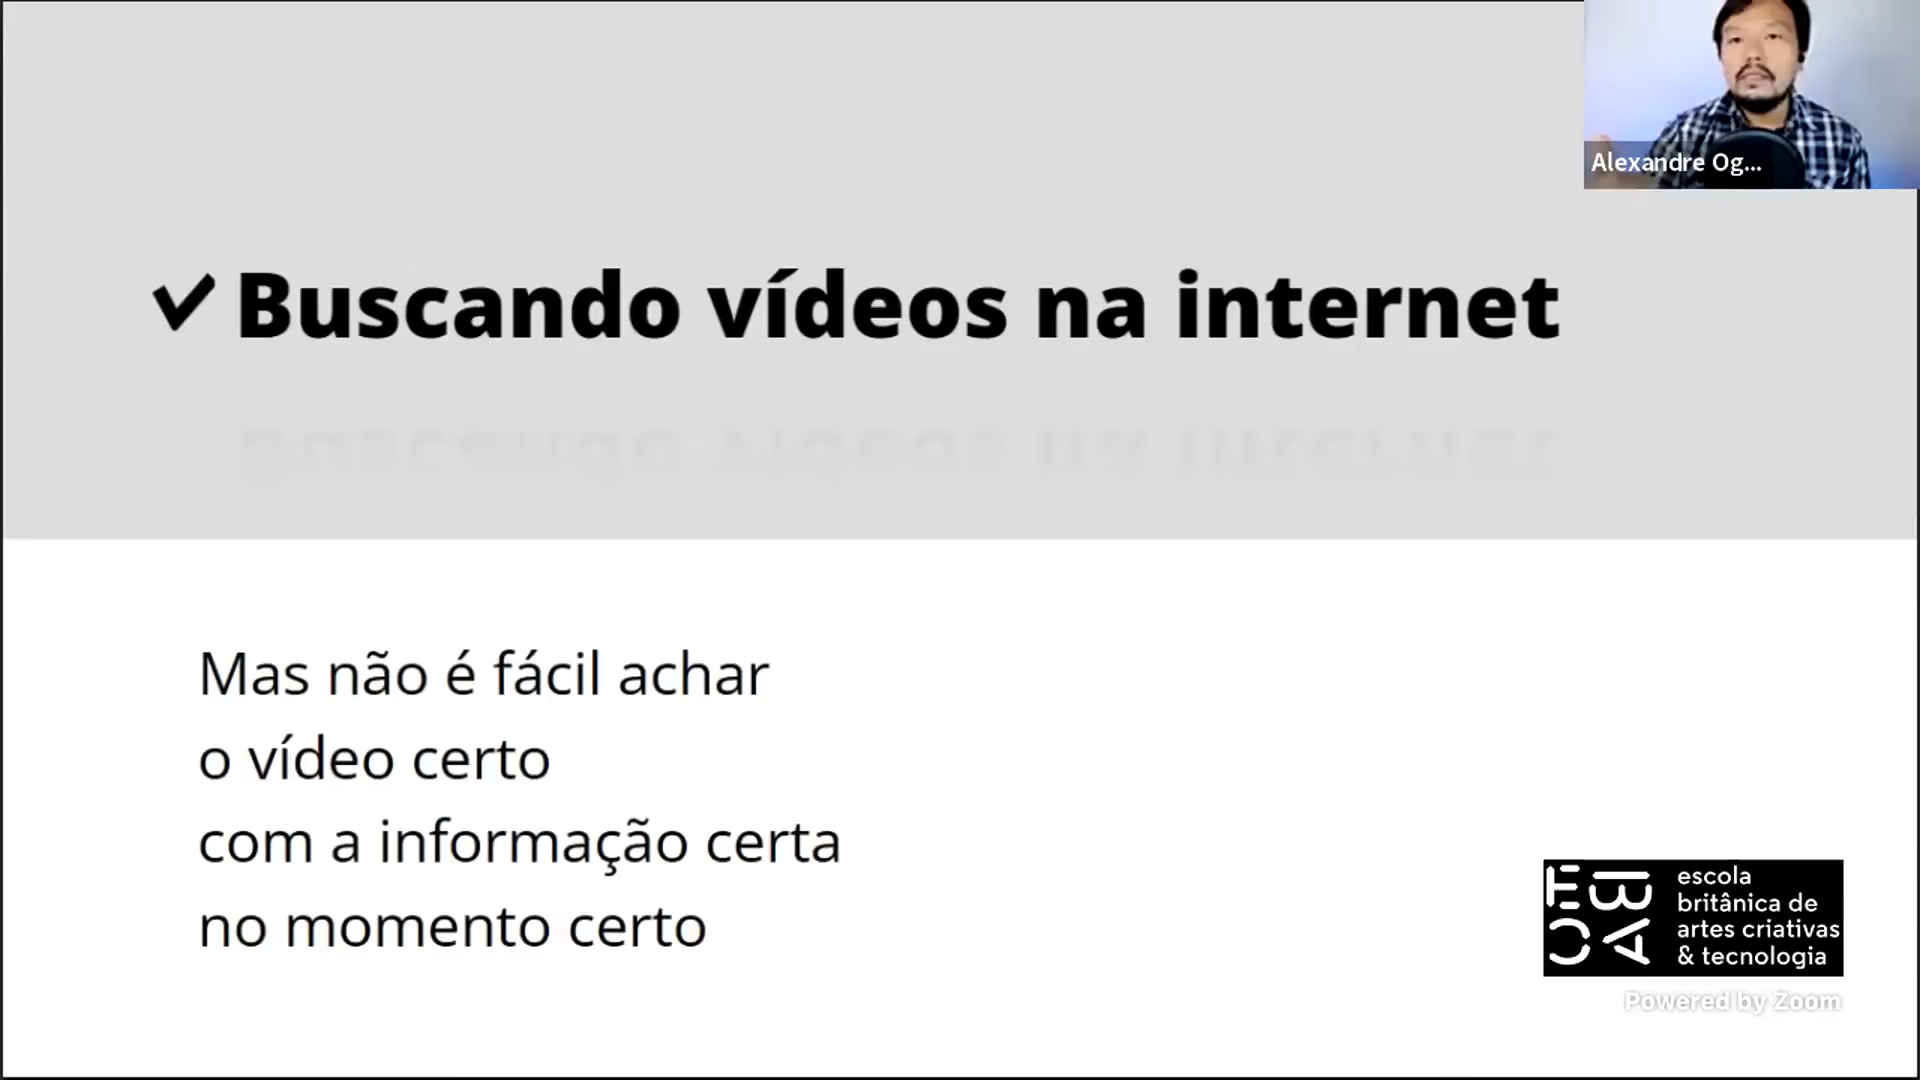 Alexandre Og...
✓ Buscando vídeos na internet
Mas não é fácil achar
o vídeo certo
com a informação certa
no momento certo
EBAC
escola
britânica de
artes criativas
& tecnologia
Powered by Zoom